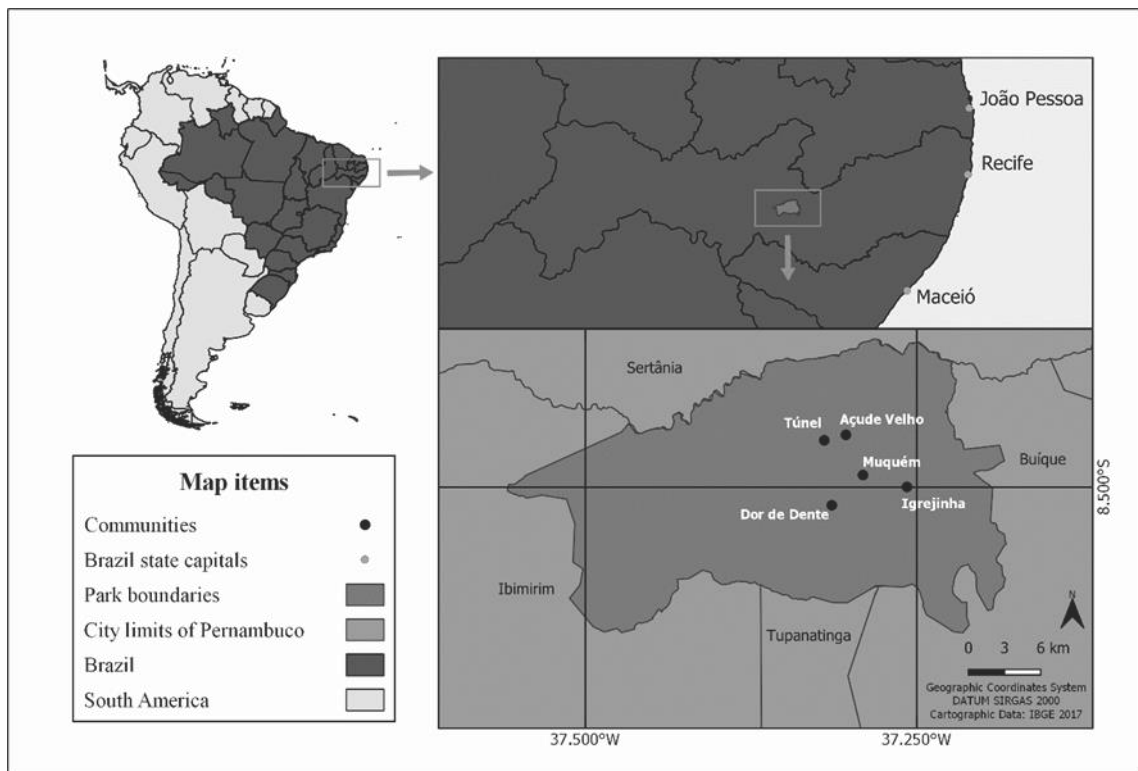 João Pessoa
Recife
Maceió
Sertânia
Túnel
Açude Velho
Muquém
Buíque
Igrejinha
Dor de Dente
Ibimirim
Tupanatinga
8.500°S
N
0 3 6 km
Geographic Coordinates System
DATUM SIRGAS 2000
Cartographic Data: IBGE 2017
37.500°W
37.250°W
Map items
Communities
Brazil state capitals
Park boundaries
City limits of Pernambuco
Brazil
South America